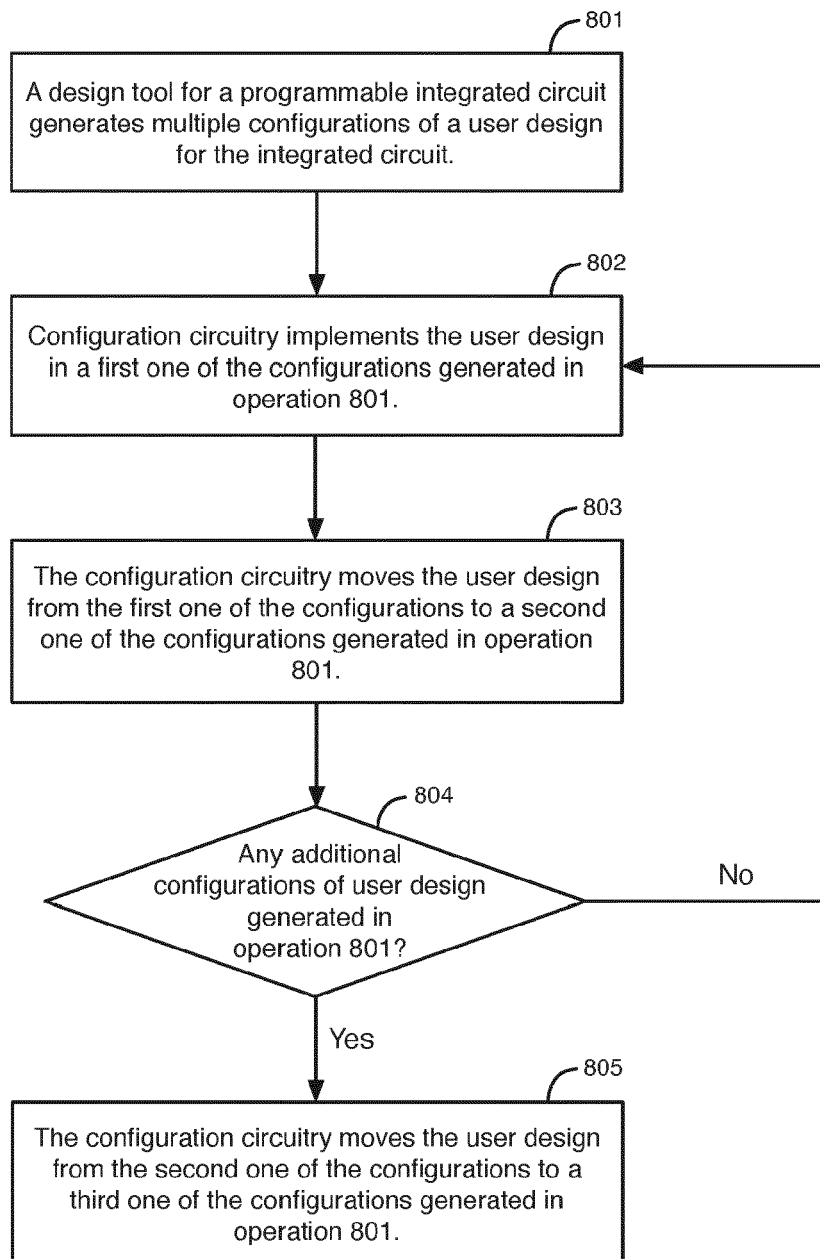 801
A design tool for a programmable integrated circuit
generates multiple configurations of a user design
for the integrated circuit.
802
Configuration circuitry implements the user design
in a first one of the configurations generated in
operation 801.
803
The configuration circuitry moves the user design
from the first one of the configurations to a second
one of the configurations generated in operation
801.
804
Any additional
configurations of user design
generated in
operation 801?
No
Yes
805
The configuration circuitry moves the user design
from the second one of the configurations to a
third one of the configurations generated in
operation 801.